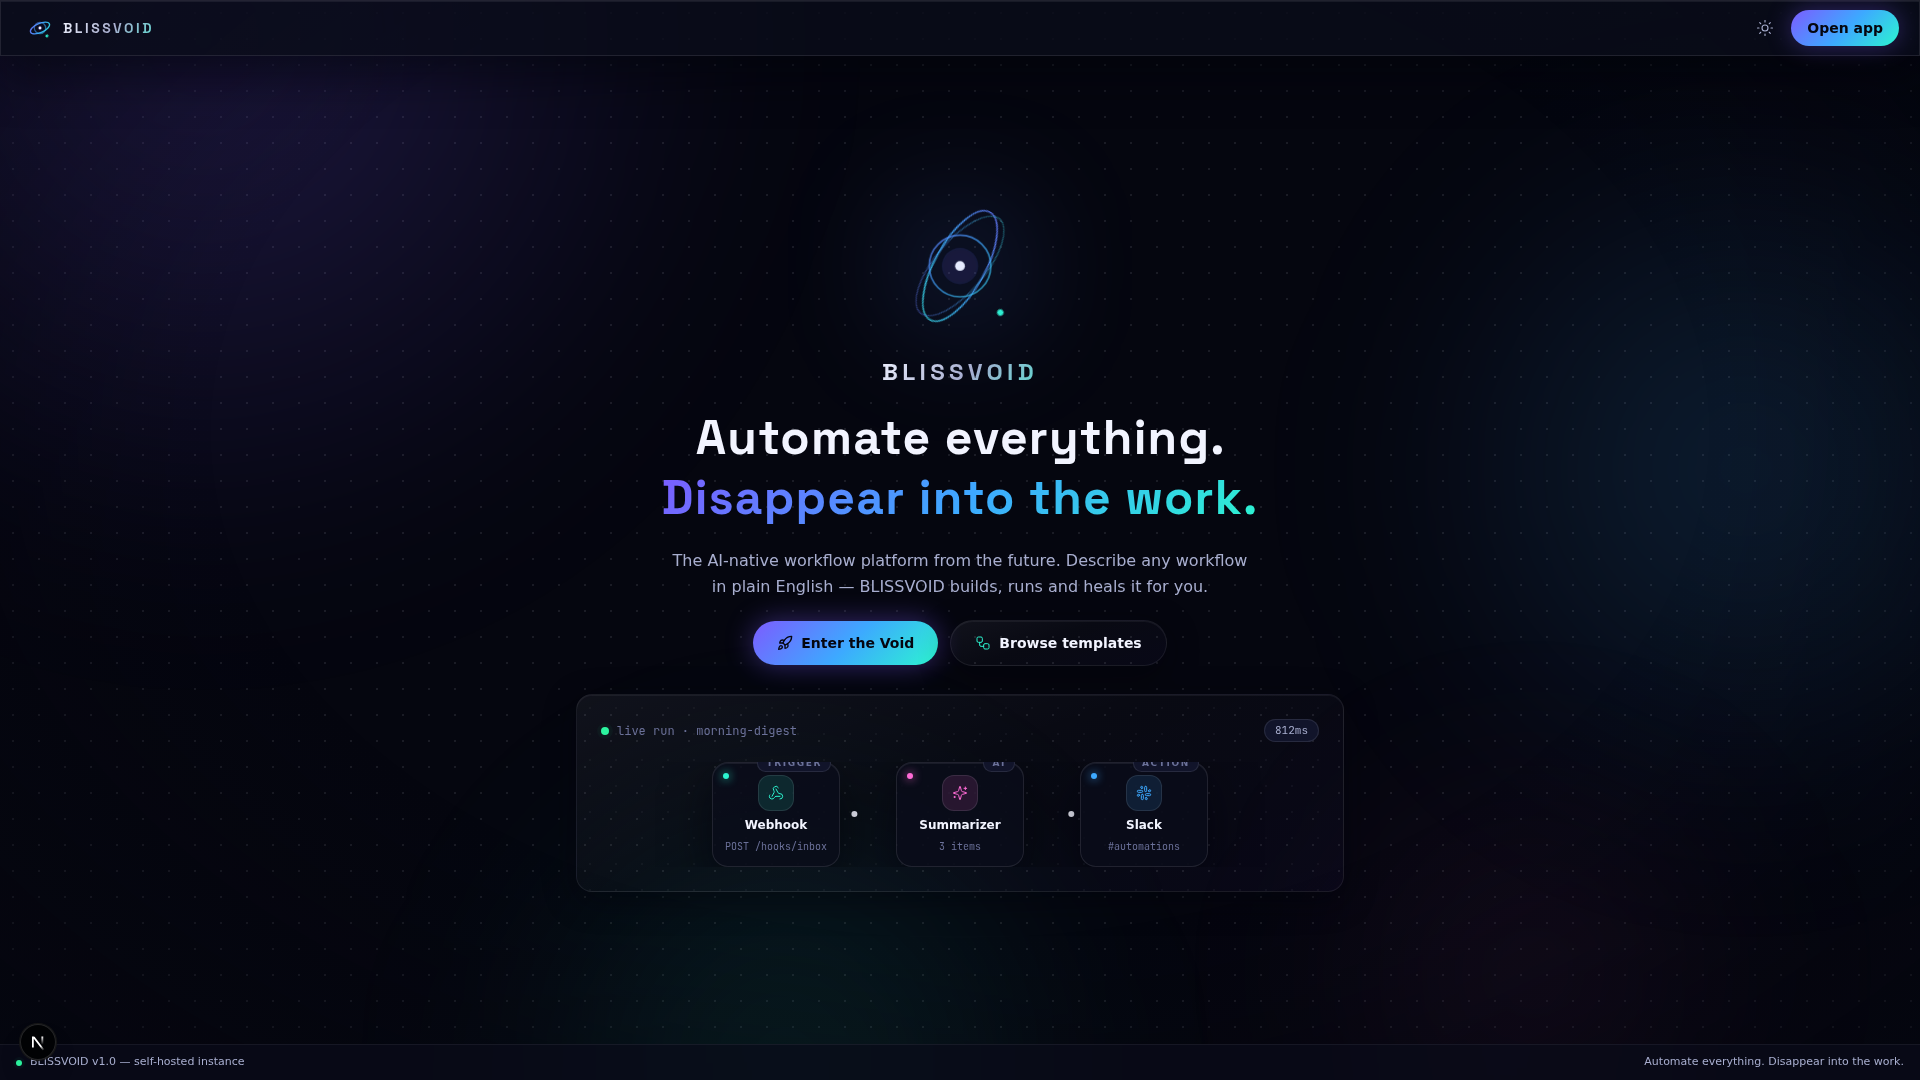 BLISSVOID
Open app
BLISSVOID
Automate everything.
Disappear into the work.
The AI-native workflow platform from the future. Describe any workflow
in plain English — BLISSVOID builds, runs and heals it for you.
Enter the Void
Browse templates
live run · morning-digest
812ms
TRIGGER
AI
ACTION
Webhook
Summarizer
Slack
POST /hooks/inbox
3 items
#automations
N
BLISSVOID v1.0 — self-hosted instance
Automate everything. Disappear into the work.